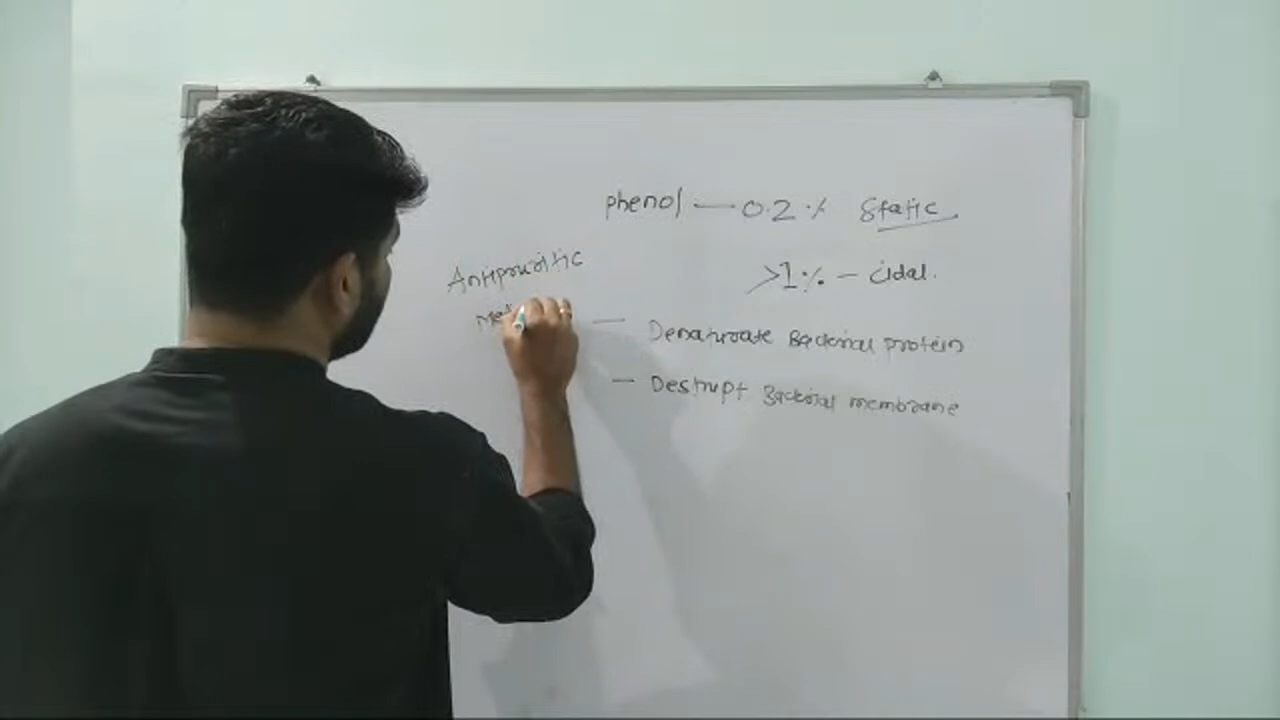 phenol — 0.2 % Static
>1 % – cidal.
Antipruritic
— Denaturate Bacterial protein
— Destrupt Bacterial membrane